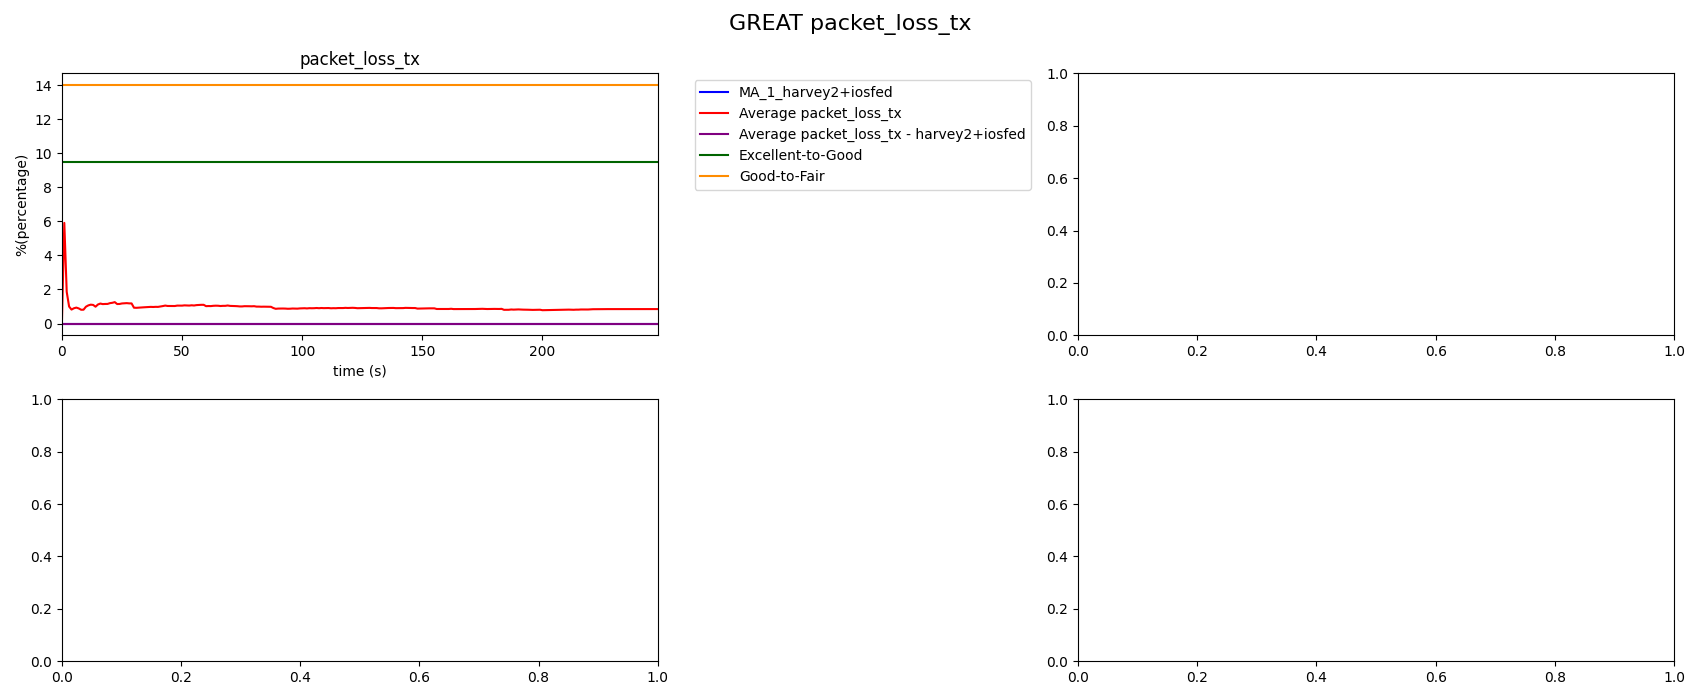 GREAT packet_loss_tx
packet_loss_tx
14
12
10
8
6
4
2
0
%(percentage)
0 50 100 150 200
time (s)
MA_1_harvey2+iosfed
Average packet_loss_tx
Average packet_loss_tx - harvey2+iosfed
Excellent-to-Good
Good-to-Fair
1.0
0.8
0.6
0.4
0.2
0.0
0.0 0.2 0.4 0.6 0.8 1.0
1.0
0.8
0.6
0.4
0.2
0.0
0.0 0.2 0.4 0.6 0.8 1.0
1.0
0.8
0.6
0.4
0.2
0.0
0.0 0.2 0.4 0.6 0.8 1.0